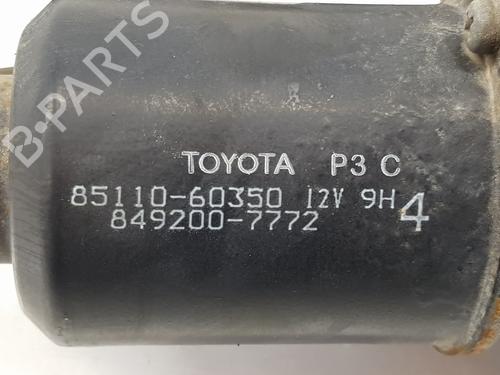 B-PARTS
TOYOTA P3 C
85110-60350 12V 9H
849200-7772 4